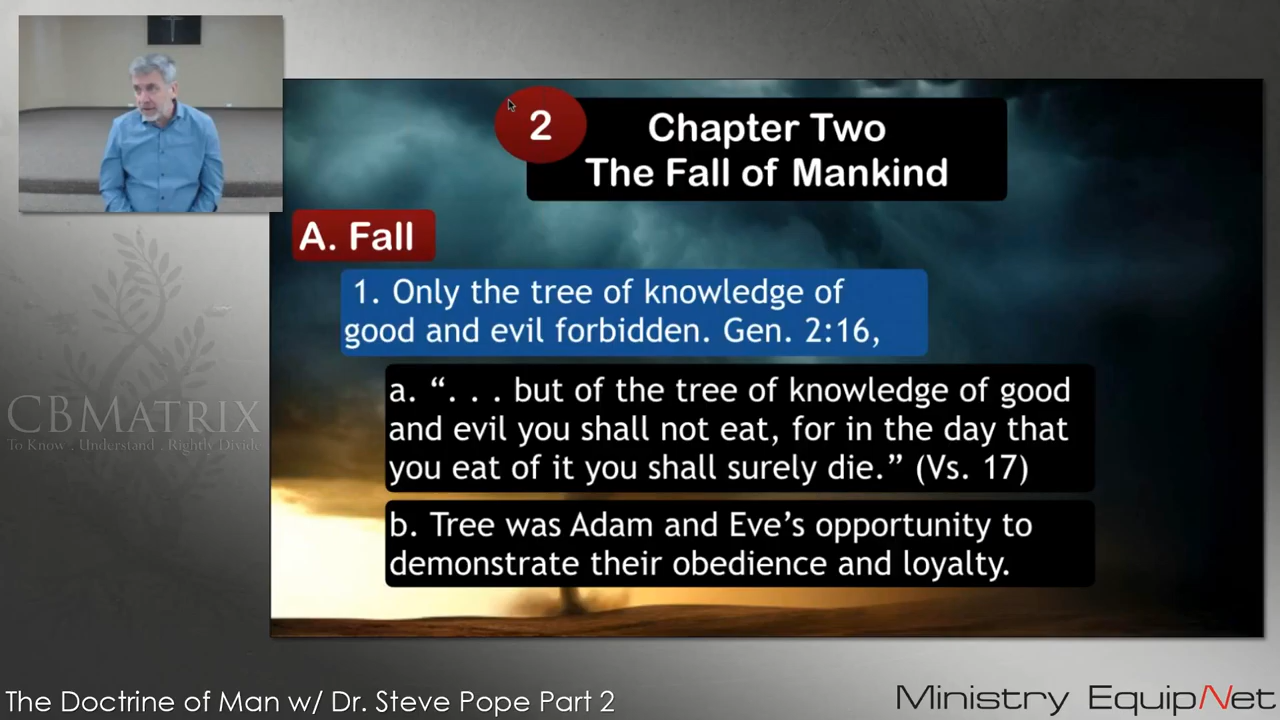 2
Chapter Two
The Fall of Mankind
A. Fall
1. Only the tree of knowledge of
good and evil forbidden. Gen. 2:16,
a. “. . . but of the tree of knowledge of good
and evil you shall not eat, for in the day that
you eat of it you shall surely die.” (Vs. 17)
b. Tree was Adam and Eve’s opportunity to
demonstrate their obedience and loyalty.
CBMATRIX
To Know , Understand , Rightly Divide
The Doctrine of Man w/ Dr. Steve Pope Part 2
Ministry EquipNet